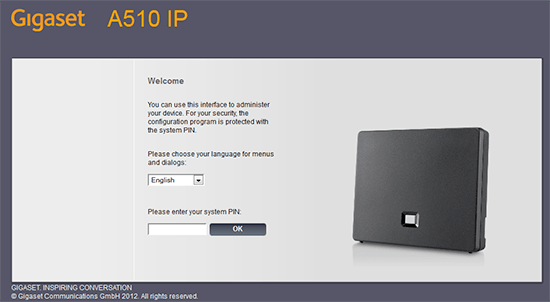 Gigaset A510 IP
Welcome
You can use this interface to administer
your device. For your security, the
configuration program is protected with
the system PIN.
Please choose your language for menus
and dialogs:
English
Please enter your system PIN:
OK
GIGASET. INSPIRING CONVERSATION
© Gigaset Communications GmbH 2012. All rights reserved.